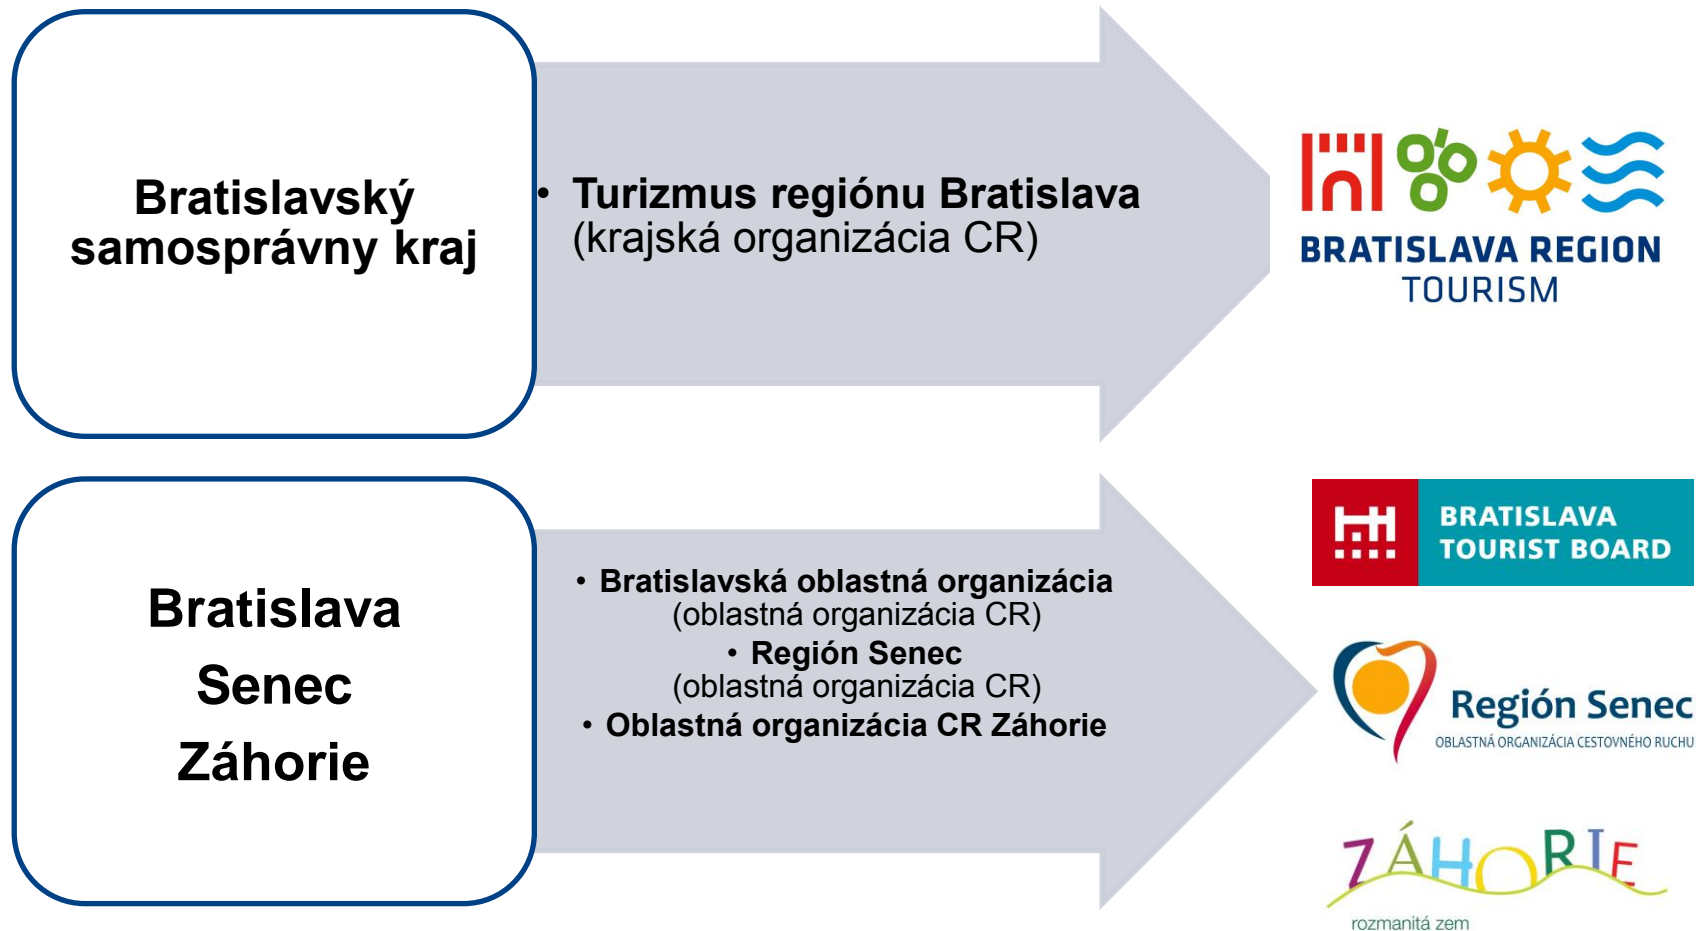 Bratislavský
samosprávny kraj
• Turizmus regiónu Bratislava
(krajská organizácia CR)
BRATISLAVA REGION
TOURISM
Bratislava
Senec
Záhorie
• Bratislavská oblastná organizácia
(oblastná organizácia CR)
• Región Senec
(oblastná organizácia CR)
• Oblastná organizácia CR Záhorie
BRATISLAVA
TOURIST BOARD
Región Senec
OBLASTNÁ ORGANIZÁCIA CESTOVNÉHO RUCHU
ZÁHORIE
rozmanitá zem